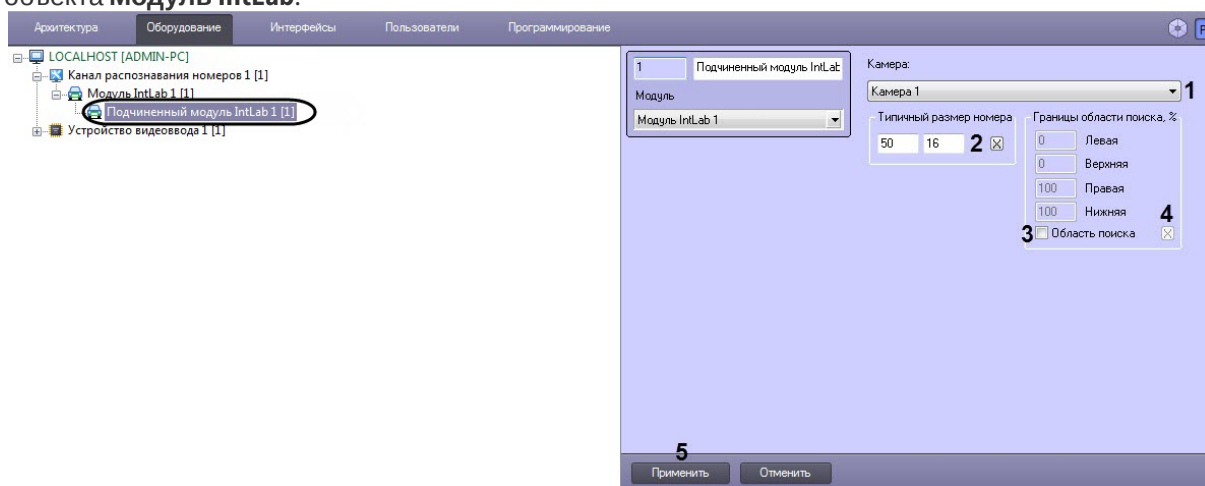 объекта Модуль IntLab.
Архитектура Оборудование Интерфейсы Пользователи Программирование
LOCALHOST [ADMIN-PC]
Канал распознавания номеров 1 [1]
Модуль IntLab 1 [1]
Подчиненный модуль IntLab 1 [1]
Устройство видеоввода 1 [1]
1 Подчиненный модуль IntLab
Модуль
Модуль IntLab 1
Камера:
Камера 1 1
Типичный размер номера
50 16 2
Границы области поиска, %
0 Левая
0 Верхняя
100 Правая
100 Нижняя 4
3 Область поиска
5
Применить Отменить